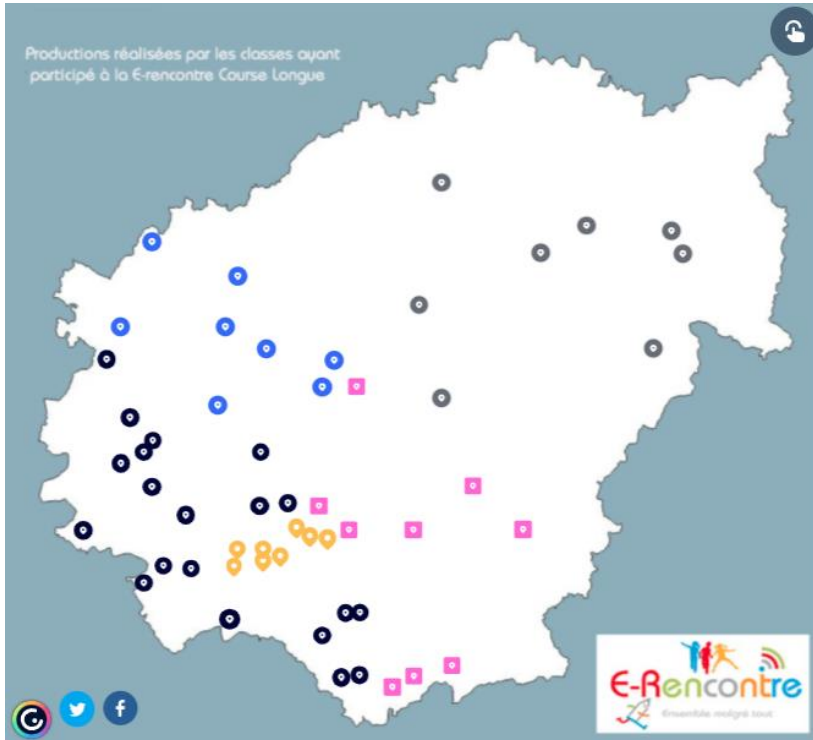 Productions réalisées par les classes ayant
participé à la E-rencontre Course Longue
E-Rencontre
Ensemble malgré tout